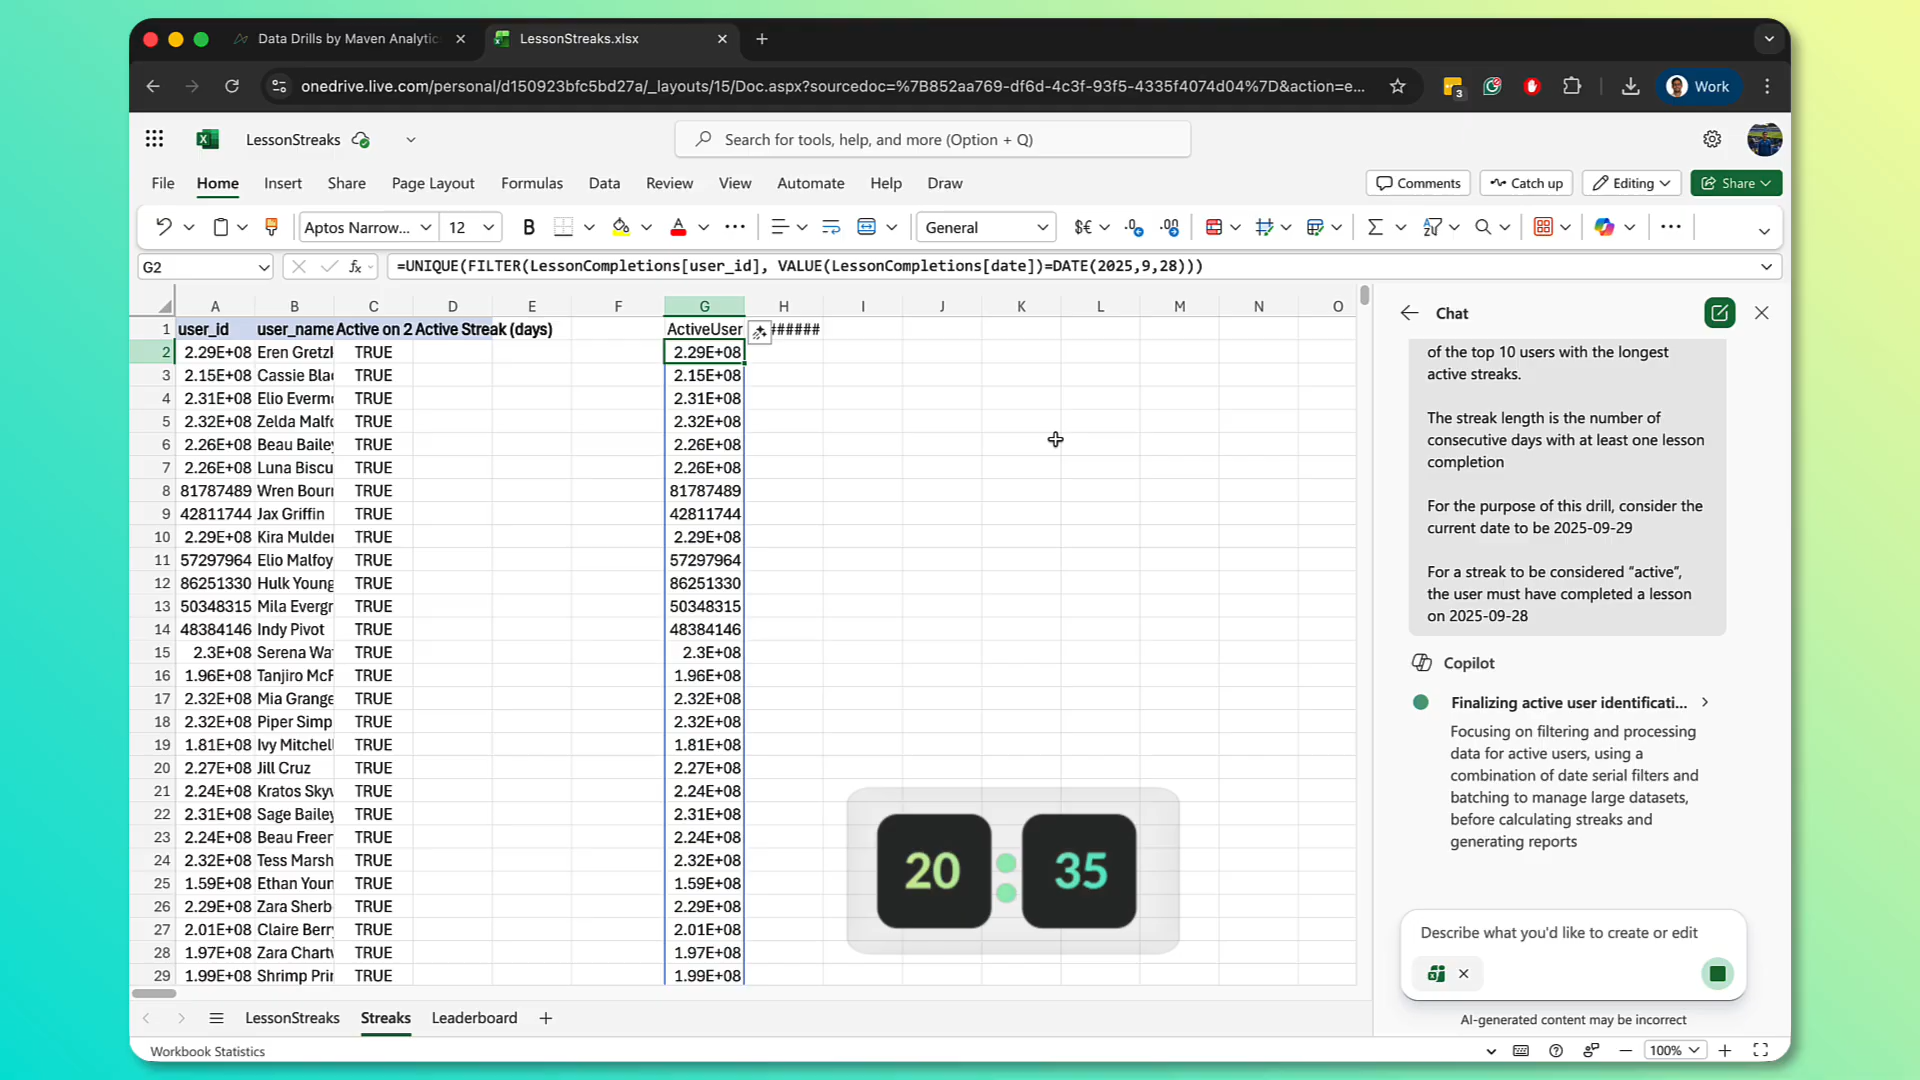 Data Drills by Maven Analytic
LessonStreaks.xlsx
onedrive.live.com/personal/d150923bfc5bd27a/_layouts/15/Doc.aspx?sourcedoc=%7B852aa769-df6d-4c3f-93f5-4335f4074d04%7D&action=e...
3
Work
LessonStreaks
Search for tools, help, and more (Option + Q)
File Home Insert Share Page Layout Formulas Data Review View Automate Help Draw
Comments Catch up Editing Share
Aptos Narrow... 12 B A General $€
G2 fx =UNIQUE(FILTER(LessonCompletions[user_id], VALUE(LessonCompletions[date])=DATE(2025,9,28)))
A B C D E F G H I J K L M N O
1 user_id user_name Active on 2 Active Streak (days) ActiveUser ######
2 2.29E+08 Eren Gretzl TRUE 2.29E+08
3 2.15E+08 Cassie Bla TRUE 2.15E+08
4 2.31E+08 Elio Everm TRUE 2.31E+08
5 2.32E+08 Zelda Malf TRUE 2.32E+08
6 2.26E+08 Beau Bailey TRUE 2.26E+08
7 2.26E+08 Luna Biscu TRUE 2.26E+08
8 81787489 Wren Bour TRUE 81787489
9 42811744 Jax Griffin TRUE 42811744
10 2.29E+08 Kira Mulder TRUE 2.29E+08
11 57297964 Elio Malfoy TRUE 57297964
12 86251330 Hulk Young TRUE 86251330
13 50348315 Mila Evergr TRUE 50348315
14 48384146 Indy Pivot TRUE 48384146
15 2.3E+08 Serena Wa TRUE 2.3E+08
16 1.96E+08 Tanjiro McF TRUE 1.96E+08
17 2.32E+08 Mia Grange TRUE 2.32E+08
18 2.32E+08 Piper Simp TRUE 2.32E+08
19 1.81E+08 Ivy Mitchell TRUE 1.81E+08
20 2.27E+08 Jill Cruz TRUE 2.27E+08
21 2.24E+08 Kratos Sky TRUE 2.24E+08
22 2.31E+08 Sage Bailey TRUE 2.31E+08
23 2.24E+08 Beau Freer TRUE 2.24E+08
24 2.32E+08 Tess Marsh TRUE 2.32E+08
25 1.59E+08 Ethan Youn TRUE 1.59E+08
26 2.29E+08 Zara Sherb TRUE 2.29E+08
27 2.01E+08 Claire Berry TRUE 2.01E+08
28 1.97E+08 Zara Chart TRUE 1.97E+08
29 1.99E+08 Shrimp Pri TRUE 1.99E+08
20 : 35
LessonStreaks Streaks Leaderboard
Workbook Statistics
100%
Chat
of the top 10 users with the longest
active streaks.
The streak length is the number of
consecutive days with at least one lesson
completion
For the purpose of this drill, consider the
current date to be 2025-09-29
For a streak to be considered “active”,
the user must have completed a lesson
on 2025-09-28
Copilot
Finalizing active user identificati...
Focusing on filtering and processing
data for active users, using a
combination of date serial filters and
batching to manage large datasets,
before calculating streaks and
generating reports
Describe what you'd like to create or edit
AI-generated content may be incorrect